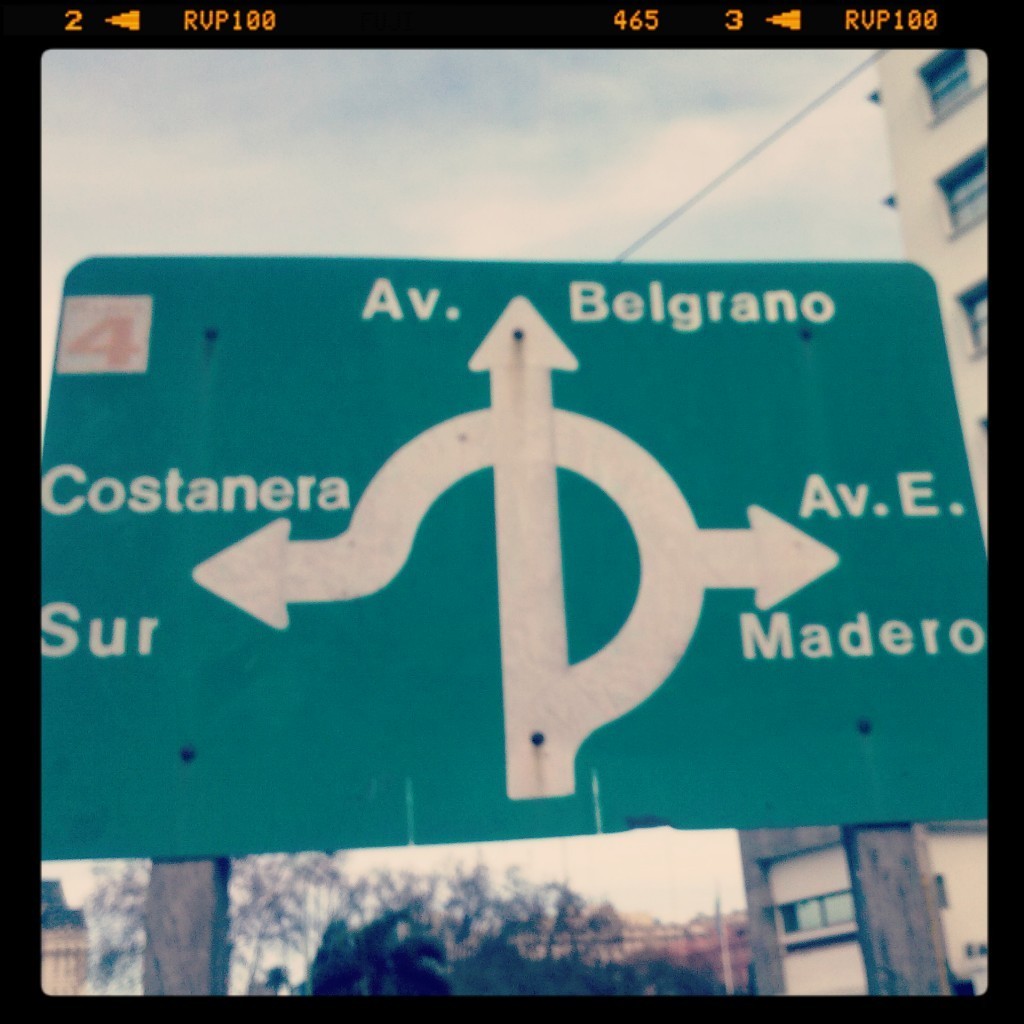 2 RVP100 465 3 RVP100
4
Av. Belgrano
Costanera
Sur
Av. E.
Madero